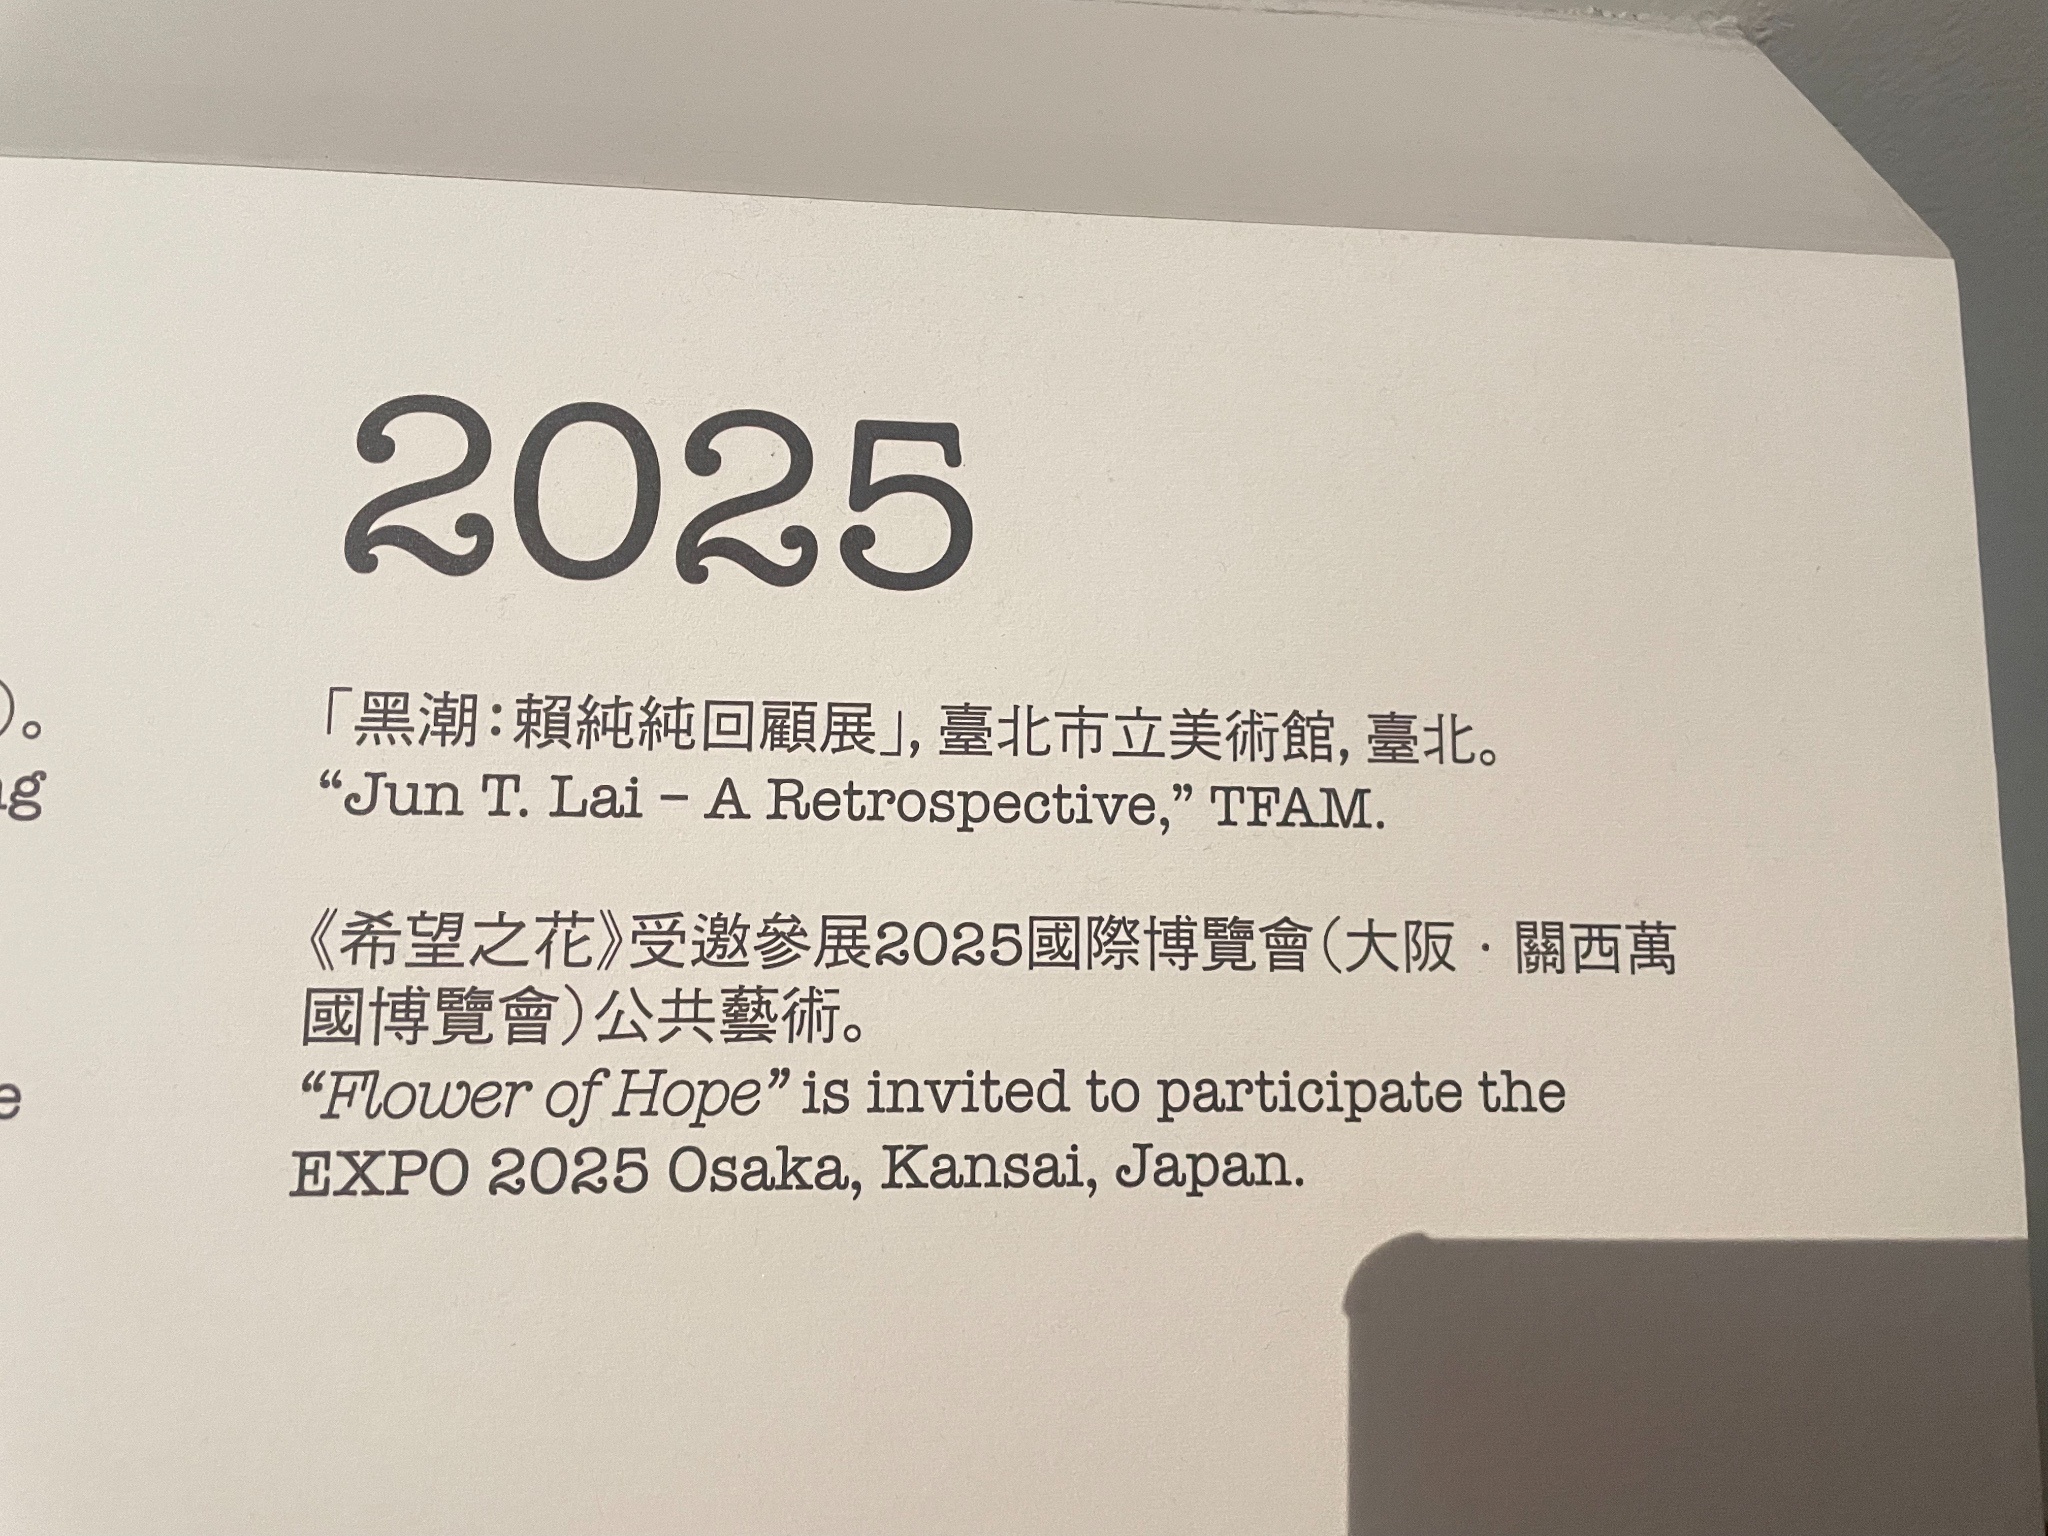 2025
「黑潮：賴純純回顧展」，臺北市立美術館，臺北。
“Jun T. Lai – A Retrospective,” TFAM.
《希望之花》受邀參展2025國際博覽會（大阪．關西萬
國博覽會）公共藝術。
“Flower of Hope” is invited to participate the
EXPO 2025 Osaka, Kansai, Japan.